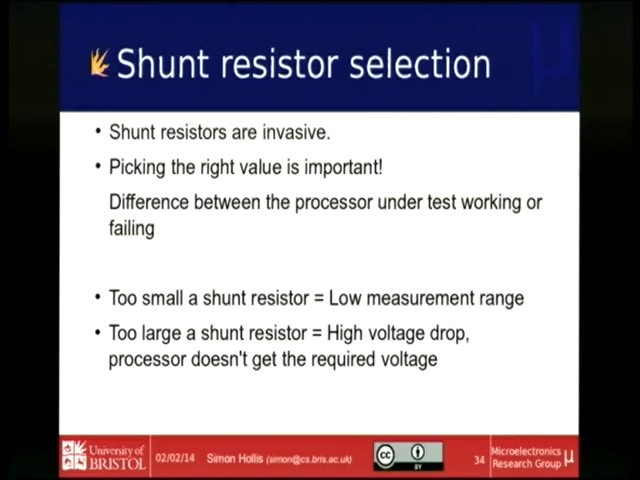 Shunt resistor selection
• Shunt resistors are invasive.
• Picking the right value is important!
Difference between the processor under test working or
failing
• Too small a shunt resistor = Low measurement range
• Too large a shunt resistor = High voltage drop,
processor doesn't get the required voltage
University of
BRISTOL
02/02/14
Simon Hollis (simon@cs.bris.ac.uk)
cc
BY
34
Microelectronics
Research Group
μ